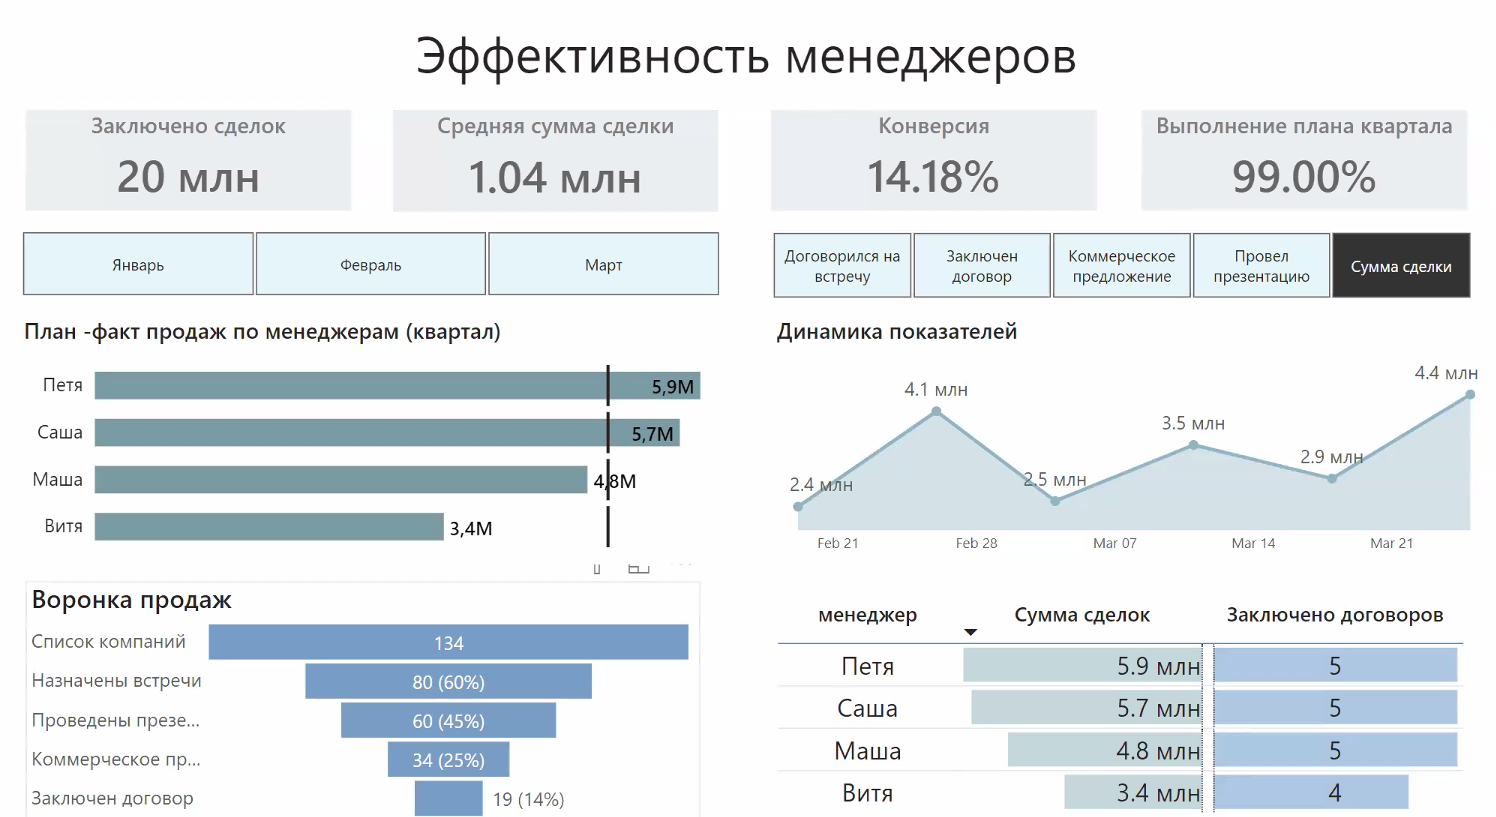 Эффективность менеджеров
Заключено сделок
20 млн
Средняя сумма сделки
1.04 млн
Конверсия
14.18%
Выполнение плана квартала
99.00%
Январь
Февраль
Март
Договорился на
встречу
Заключен
договор
Коммерческое
предложение
Провел
презентацию
Сумма сделки
План -факт продаж по менеджерам (квартал)
Петя 5,9M
Саша 5,7M
Маша 4,8M
Витя 3,4M
Динамика показателей
2.4 млн
4.1 млн
2.5 млн
3.5 млн
2.9 млн
4.4 млн
Feb 21 Feb 28 Mar 07 Mar 14 Mar 21
Воронка продаж
Список компаний 134
Назначены встречи 80 (60%)
Проведены презе... 60 (45%)
Коммерческое пр... 34 (25%)
Заключен договор 19 (14%)
менеджер Сумма сделок Заключено договоров
Петя 5.9 млн 5
Саша 5.7 млн 5
Маша 4.8 млн 5
Витя 3.4 млн 4